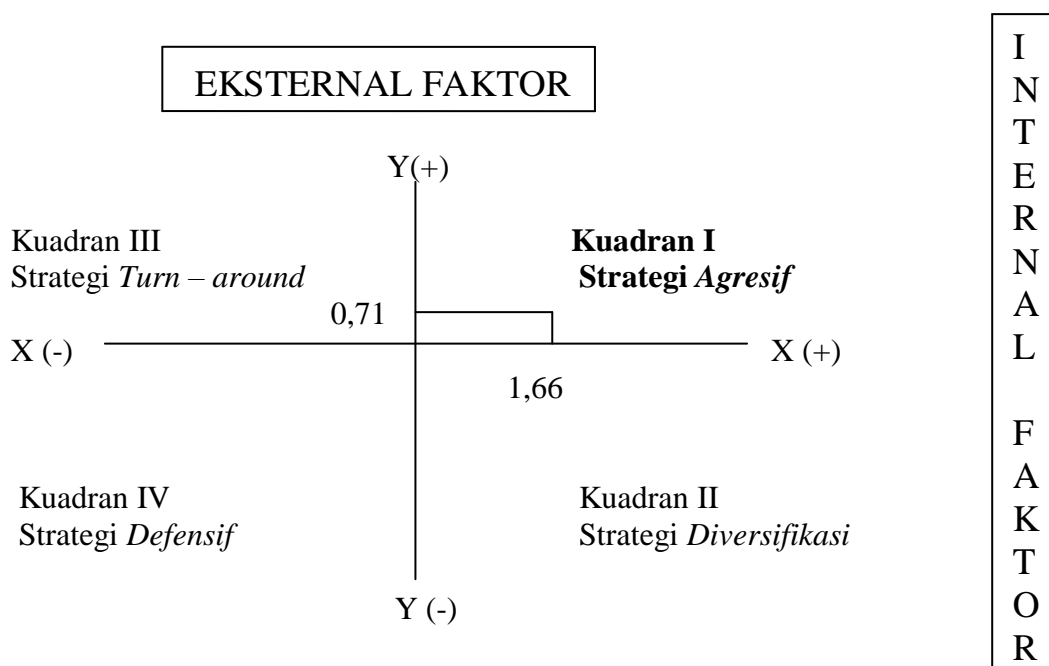 EKSTERNAL FAKTOR
Y(+)
Kuadran III
Strategi Turn – around
Kuadran I
Strategi Agresif
0,71
X (-)
X (+)
1,66
Kuadran IV
Strategi Defensif
Kuadran II
Strategi Diversifikasi
Y (-)
I
N
T
E
R
N
A
L
F
A
K
T
O
R